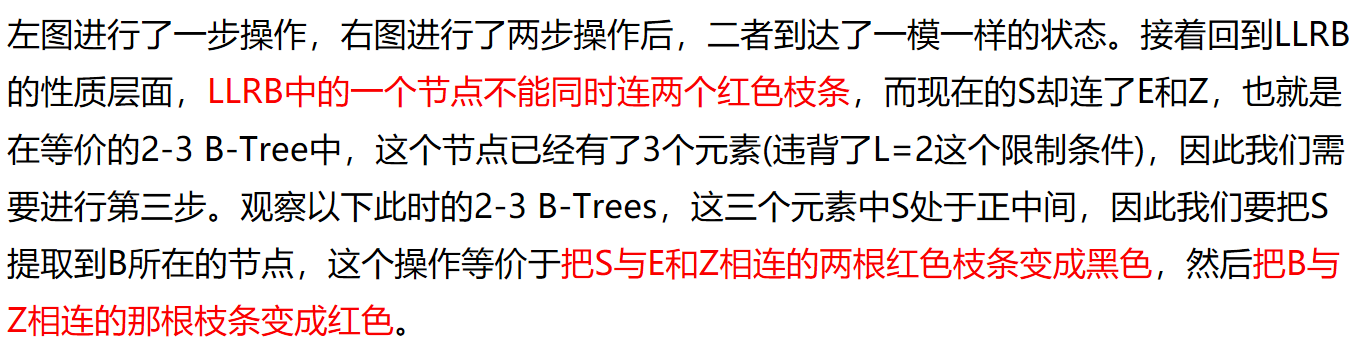 左图进行了一步操作，右图进行了两步操作后，二者到达了一模一样的状态。接着回到LLRB
的性质层面，LLRB中的一个节点不能同时连两个红色枝条，而现在的S却连了E和Z，也就是
在等价的2-3 B-Tree中，这个节点已经有了3个元素(违背了L=2这个限制条件)，因此我们需
要进行第三步。观察以下此时的2-3 B-Trees，这三个元素中S处于正中间，因此我们要把S
提取到B所在的节点，这个操作等价于把S与E和Z相连的两根红色枝条变成黑色，然后把B与
Z相连的那根枝条变成红色。